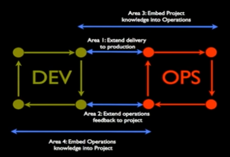 Area 3: Embed Project
knowledge into Operations
Area 1: Extend delivery
to production
DEV
OPS
Area 2: Extend operations
feedback to project
Area 4: Embed Operations
knowledge into Project